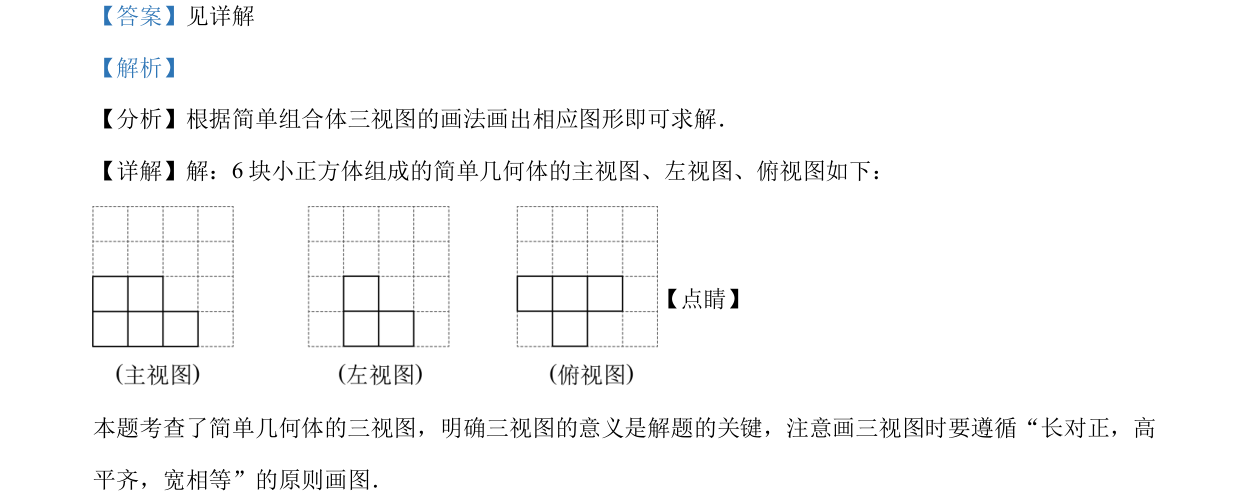 【答案】见详解
【解析】
【分析】根据简单组合体三视图的画法画出相应图形即可求解．
【详解】解：6块小正方体组成的简单几何体的主视图、左视图、俯视图如下：
【点睛】
(主视图) (左视图) (俯视图)
本题考查了简单几何体的三视图，明确三视图的意义是解题的关键，注意画三视图时要遵循“长对正，高
平齐，宽相等”的原则画图．